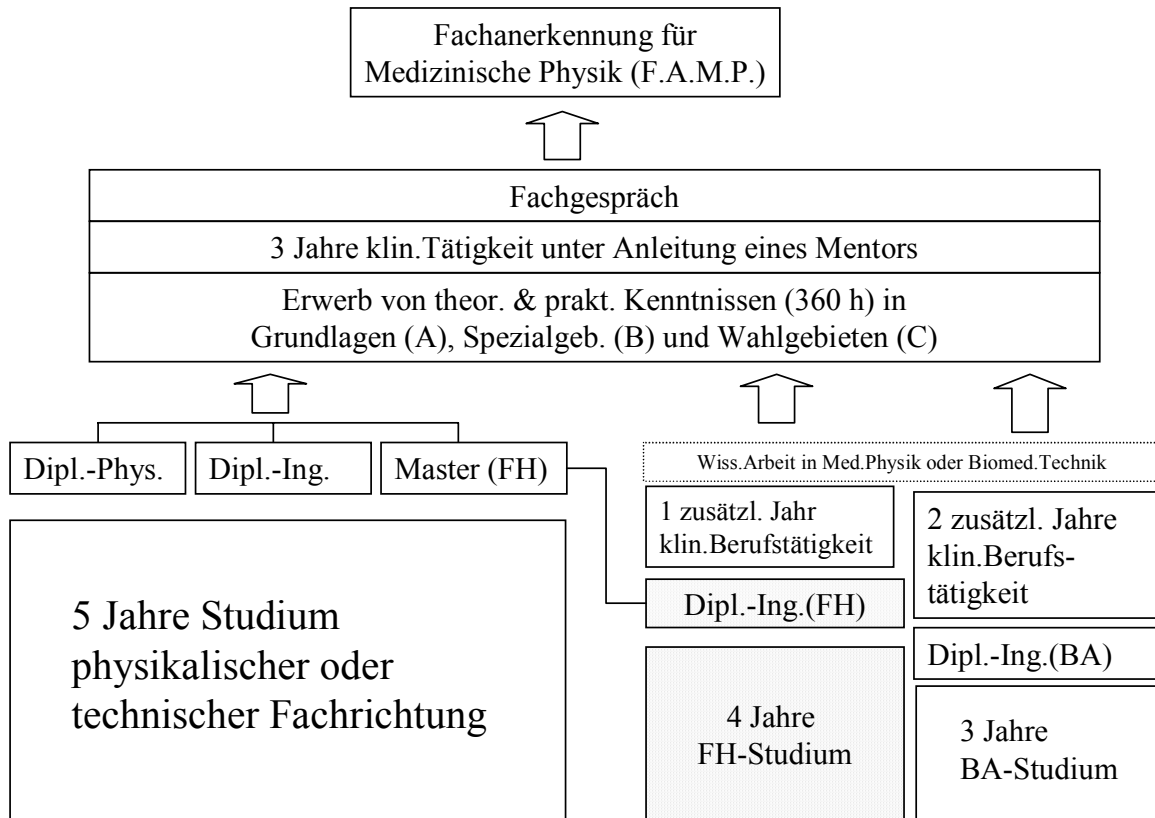 Fachanerkennung für
Medizinische Physik (F.A.M.P.)
Fachgespräch
3 Jahre klin.Tätigkeit unter Anleitung eines Mentors
Erwerb von theor. & prakt. Kenntnissen (360 h) in
Grundlagen (A), Spezialgeb. (B) und Wahlgebieten (C)
Dipl.-Phys.
Dipl.-Ing.
Master (FH)
Wiss.Arbeit in Med.Physik oder Biomed.Technik
1 zusätzl. Jahr
klin.Berufstätigkeit
2 zusätzl. Jahre
klin.Berufs-
tätigkeit
Dipl.-Ing.(FH)
Dipl.-Ing.(BA)
5 Jahre Studium
physikalischer oder
technischer Fachrichtung
4 Jahre
FH-Studium
3 Jahre
BA-Studium